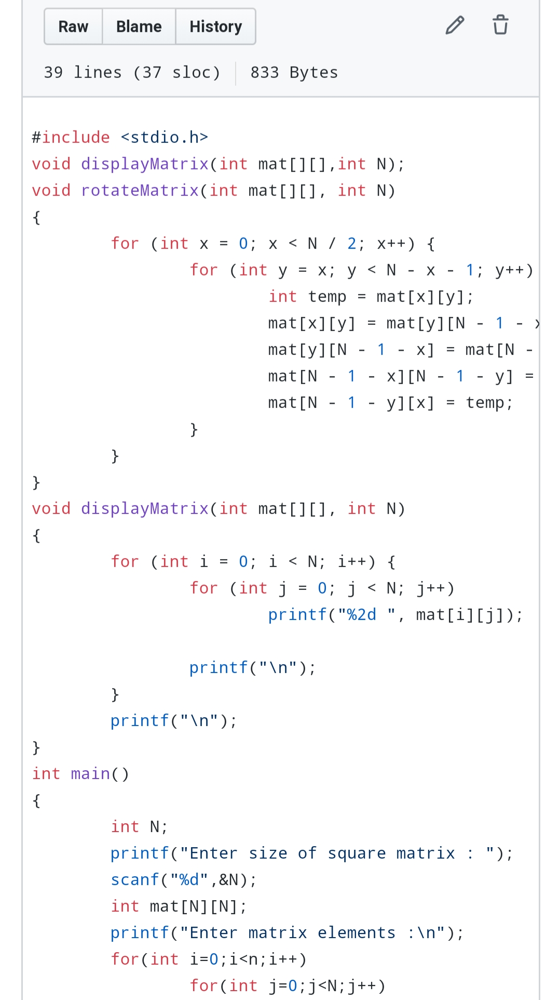 Raw Blame History
39 lines (37 sloc) 833 Bytes
#include <stdio.h>
void displayMatrix(int mat[][],int N);
void rotateMatrix(int mat[][], int N)
{
for (int x = 0; x < N / 2; x++) {
for (int y = x; y < N - x - 1; y++)
int temp = mat[x][y];
mat[x][y] = mat[y][N - 1 - x
mat[y][N - 1 - x] = mat[N -
mat[N - 1 - x][N - 1 - y] =
mat[N - 1 - y][x] = temp;
}
}
}
void displayMatrix(int mat[][], int N)
{
for (int i = 0; i < N; i++) {
for (int j = 0; j < N; j++)
printf("%2d ", mat[i][j]);
printf("\n");
}
printf("\n");
}
int main()
{
int N;
printf("Enter size of square matrix : ");
scanf("%d",&N);
int mat[N][N];
printf("Enter matrix elements :\n");
for(int i=0;i<n;i++)
for(int j=0;j<N;j++)